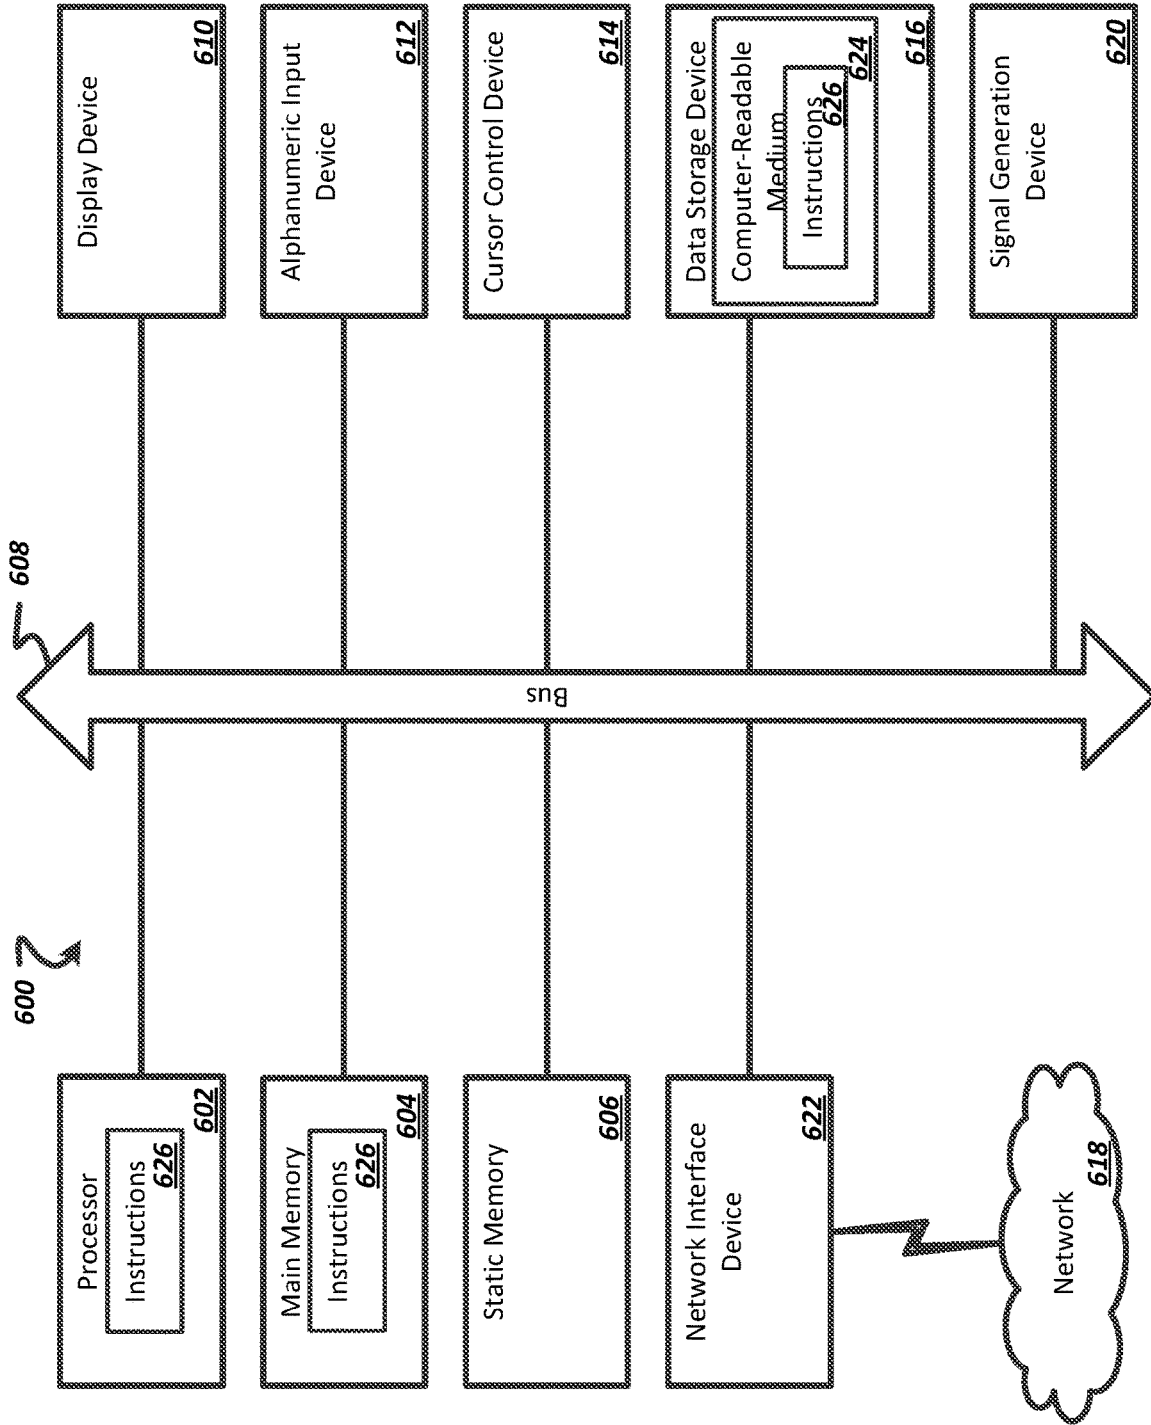 600
608
Processor
Instructions
626
602
Main Memory
Instructions
626
604
Static Memory
606
Network Interface
Device
622
Network
618
Bus
Display Device
610
Alphanumeric Input
Device
612
Cursor Control Device
614
Data Storage Device
Computer-Readable
Medium
Instructions
626
624
616
Signal Generation
Device
620